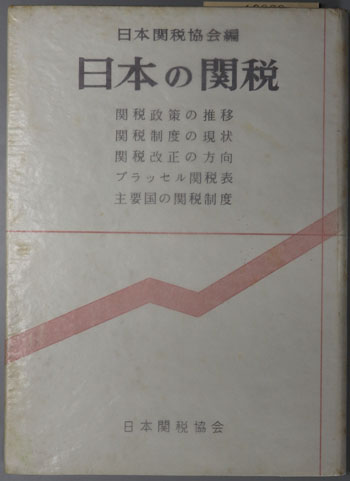 日本関税協会編
日本の関税
関税政策の推移
関税制度の現状
関税改正の方向
ブラッセル関税表
主要国の関税制度
日本関税協会